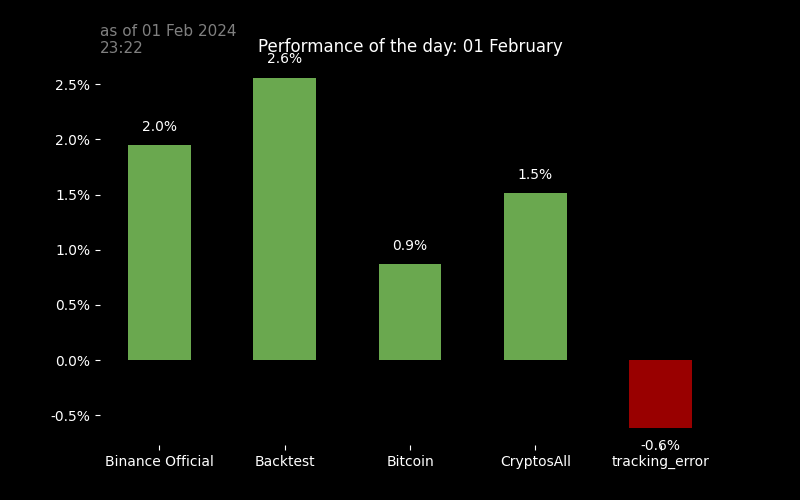 as of 01 Feb 2024
23:22
Performance of the day: 01 February
2.6%
2.5%
2.0%
2.0%
1.5%
1.5%
1.0%
0.9%
0.5%
0.0%
-0.5%
-0.6%
Binance Official
Backtest
Bitcoin
CryptosAll
tracking_error